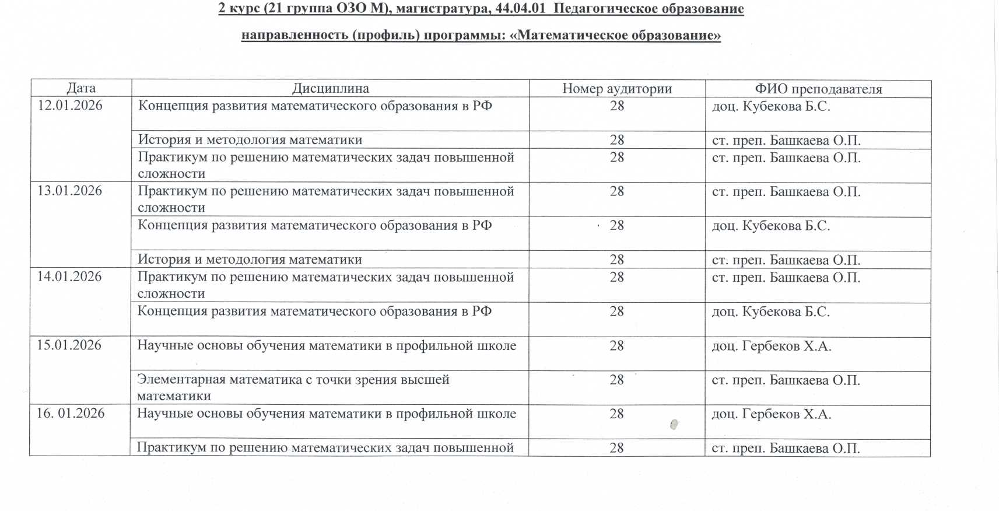 2 курс (21 группа ОЗО М), магистратура, 44.04.01 Педагогическое образование
направленность (профиль) программы: «Математическое образование»
Дата Дисциплина Номер аудитории ФИО преподавателя
12.01.2026 Концепция развития математического образования в РФ 28 доц. Кубекова Б.С.
История и методология математики 28 ст. преп. Башкаева О.П.
Практикум по решению математических задач повышенной 28 ст. преп. Башкаева О.П.
сложности
13.01.2026 Практикум по решению математических задач повышенной 28 ст. преп. Башкаева О.П.
сложности
Концепция развития математического образования в РФ 28 доц. Кубекова Б.С.
История и методология математики 28 ст. преп. Башкаева О.П.
14.01.2026 Практикум по решению математических задач повышенной 28 ст. преп. Башкаева О.П.
сложности
Концепция развития математического образования в РФ 28 доц. Кубекова Б.С.
15.01.2026 Научные основы обучения математики в профильной школе 28 доц. Гербеков Х.А.
Элементарная математика с точки зрения высшей 28 ст. преп. Башкаева О.П.
математики
16. 01.2026 Научные основы обучения математики в профильной школе 28 доц. Гербеков Х.А.
Практикум по решению математических задач повышенной 28 ст. преп. Башкаева О.П.